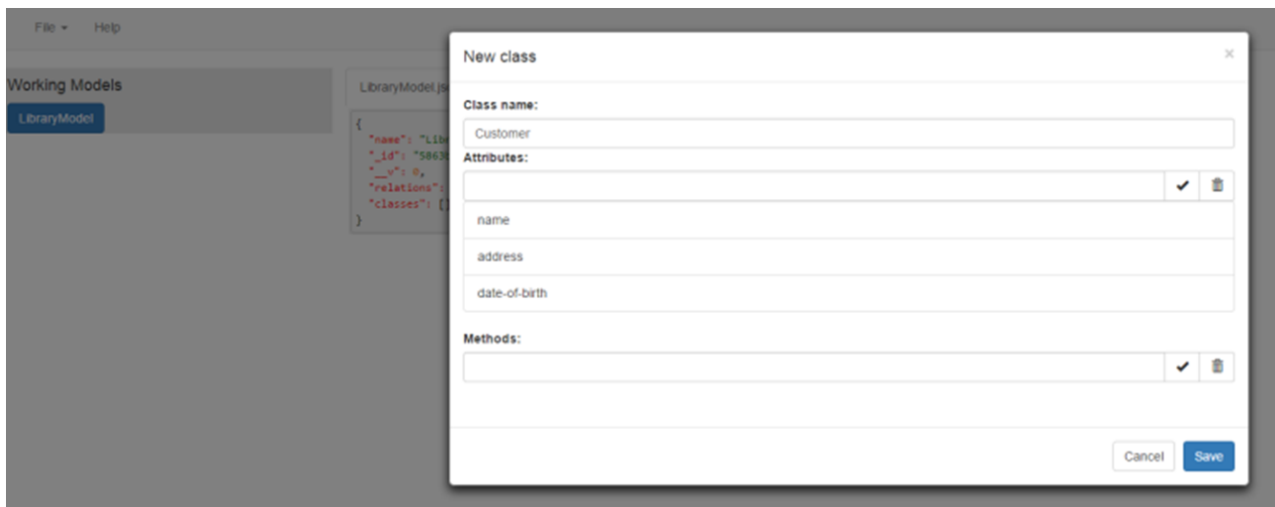 File Help
New class ×
Working Models
LibraryModel
LibraryModel.js
{
"name": "Lib
"_id": "5863
"__v": 0,
"relations":
"classes": []
}
Class name:
Customer
Attributes:
name
address
date-of-birth
Methods:
Cancel Save